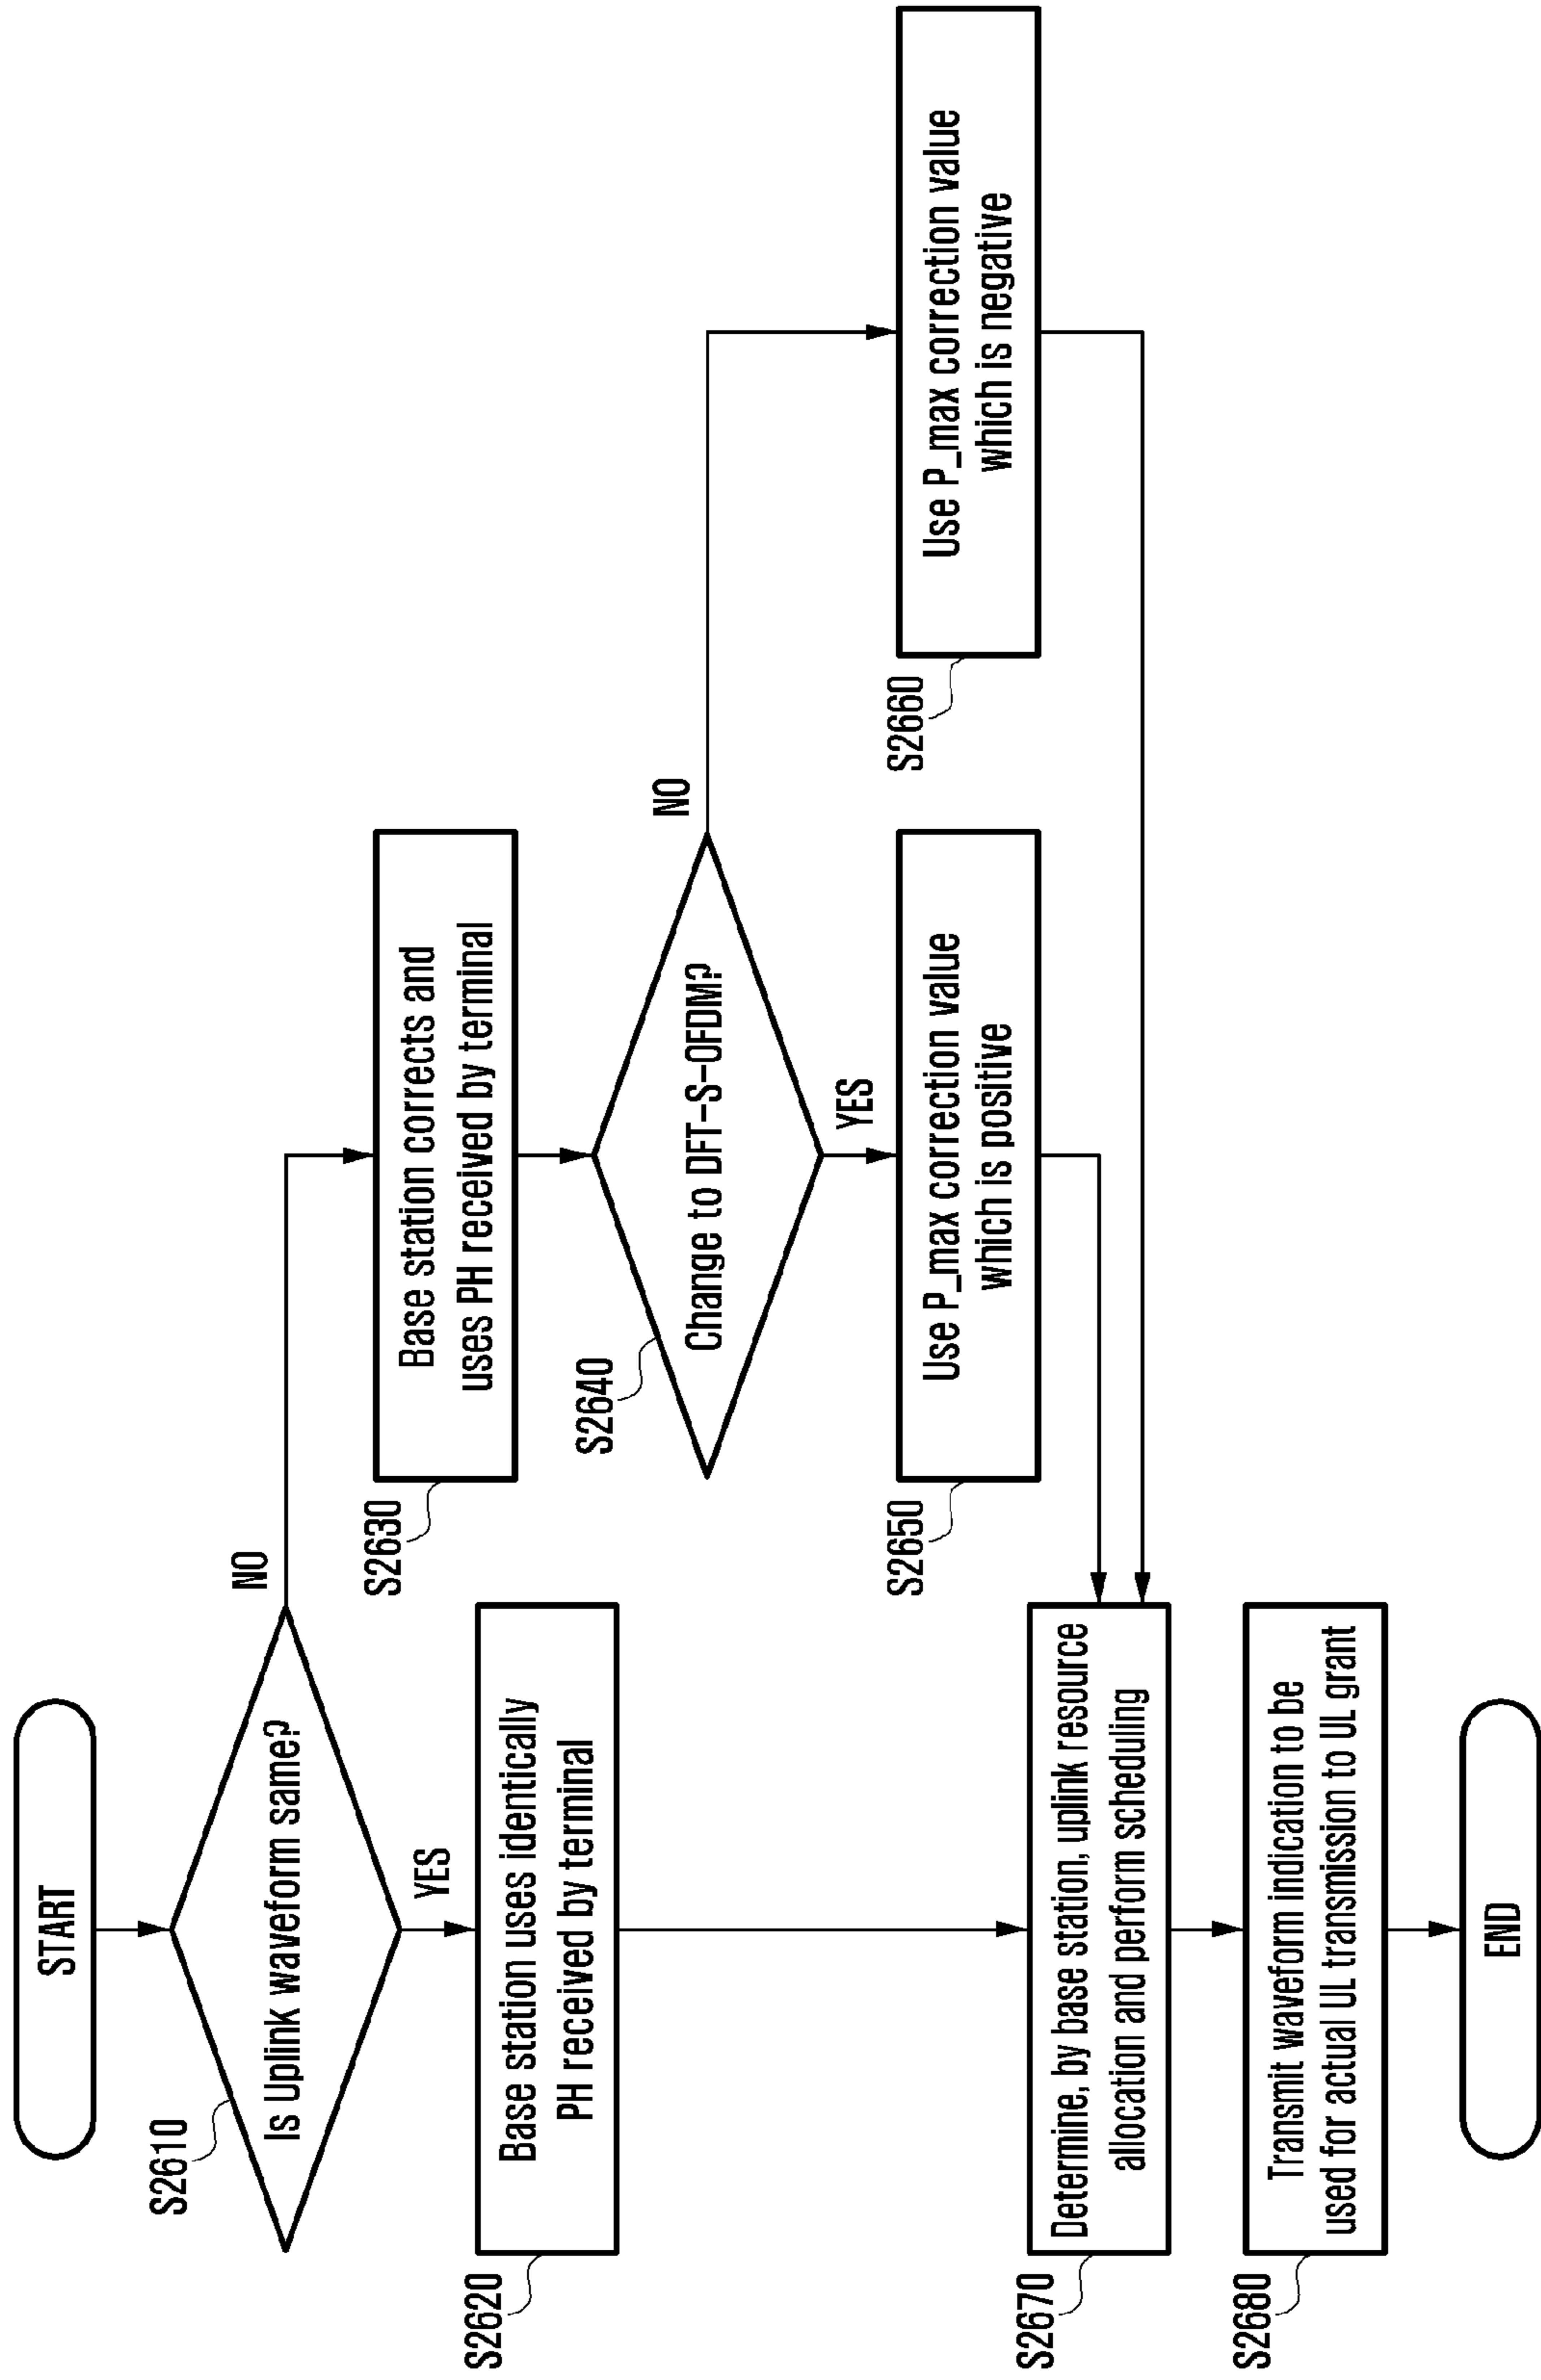 START
S2610
Is Uplink waveform same?
NO
YES
S2620
Base station uses identically
PH received by terminal
S2630
Base station corrects and
uses PH received by terminal
S2640
Change to DFT-S-OFDM?
NO
YES
S2650
Use P_max correction value
which is positive
S2660
Use P_max correction value
which is negative
S2670
Determine, by base station, uplink resource
allocation and perform scheduling
S2680
Transmit waveform indication to be
used for actual UL transmission to UL grant
END